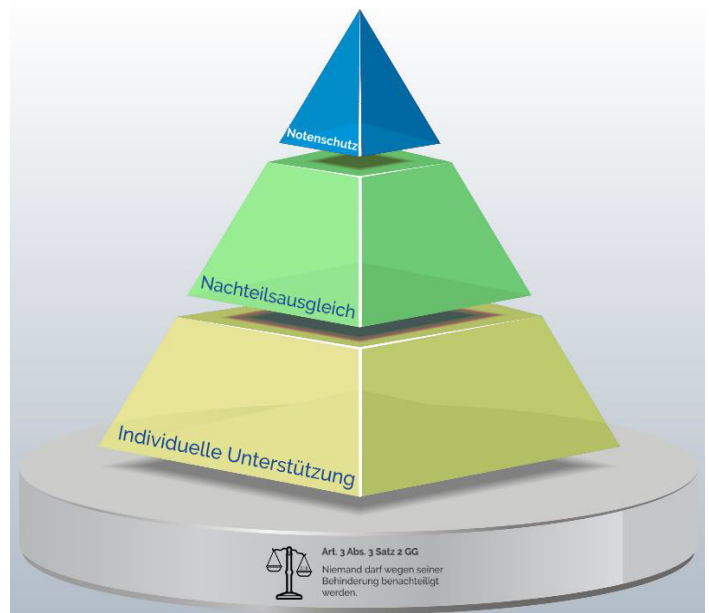 Notenschutz
Nachteilsausgleich
Individuelle Unterstützung
Art. 3 Abs. 3 Satz 2 GG
Niemand darf wegen seiner
Behinderung benachteiligt
werden.